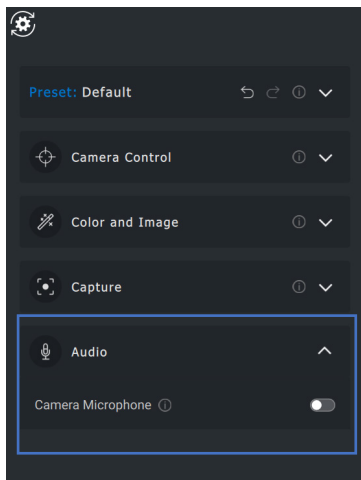 Preset: Default
Camera Control
Color and Image
Capture
Audio
Camera Microphone